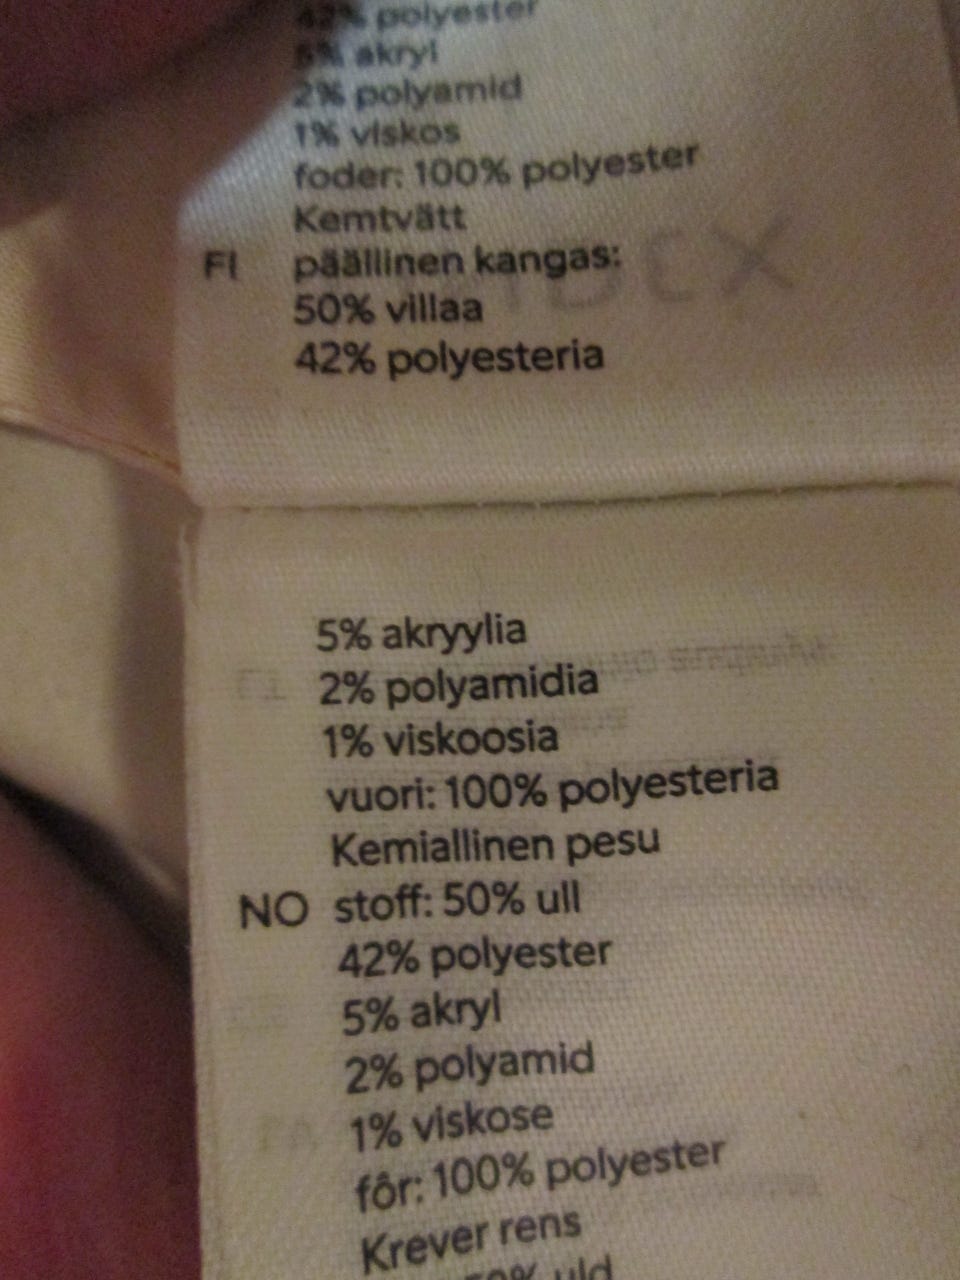 42% polyester
5% akryl
2% polyamid
1% viskos
foder: 100% polyester
Kemtvätt
FI päällinen kangas:
50% villaa
42% polyesteria
5% akryylia
2% polyamidia
1% viskoosia
vuori: 100% polyesteria
Kemiallinen pesu
NO stoff: 50% ull
42% polyester
5% akryl
2% polyamid
1% viskose
fôr: 100% polyester
Krever rens
50% uld